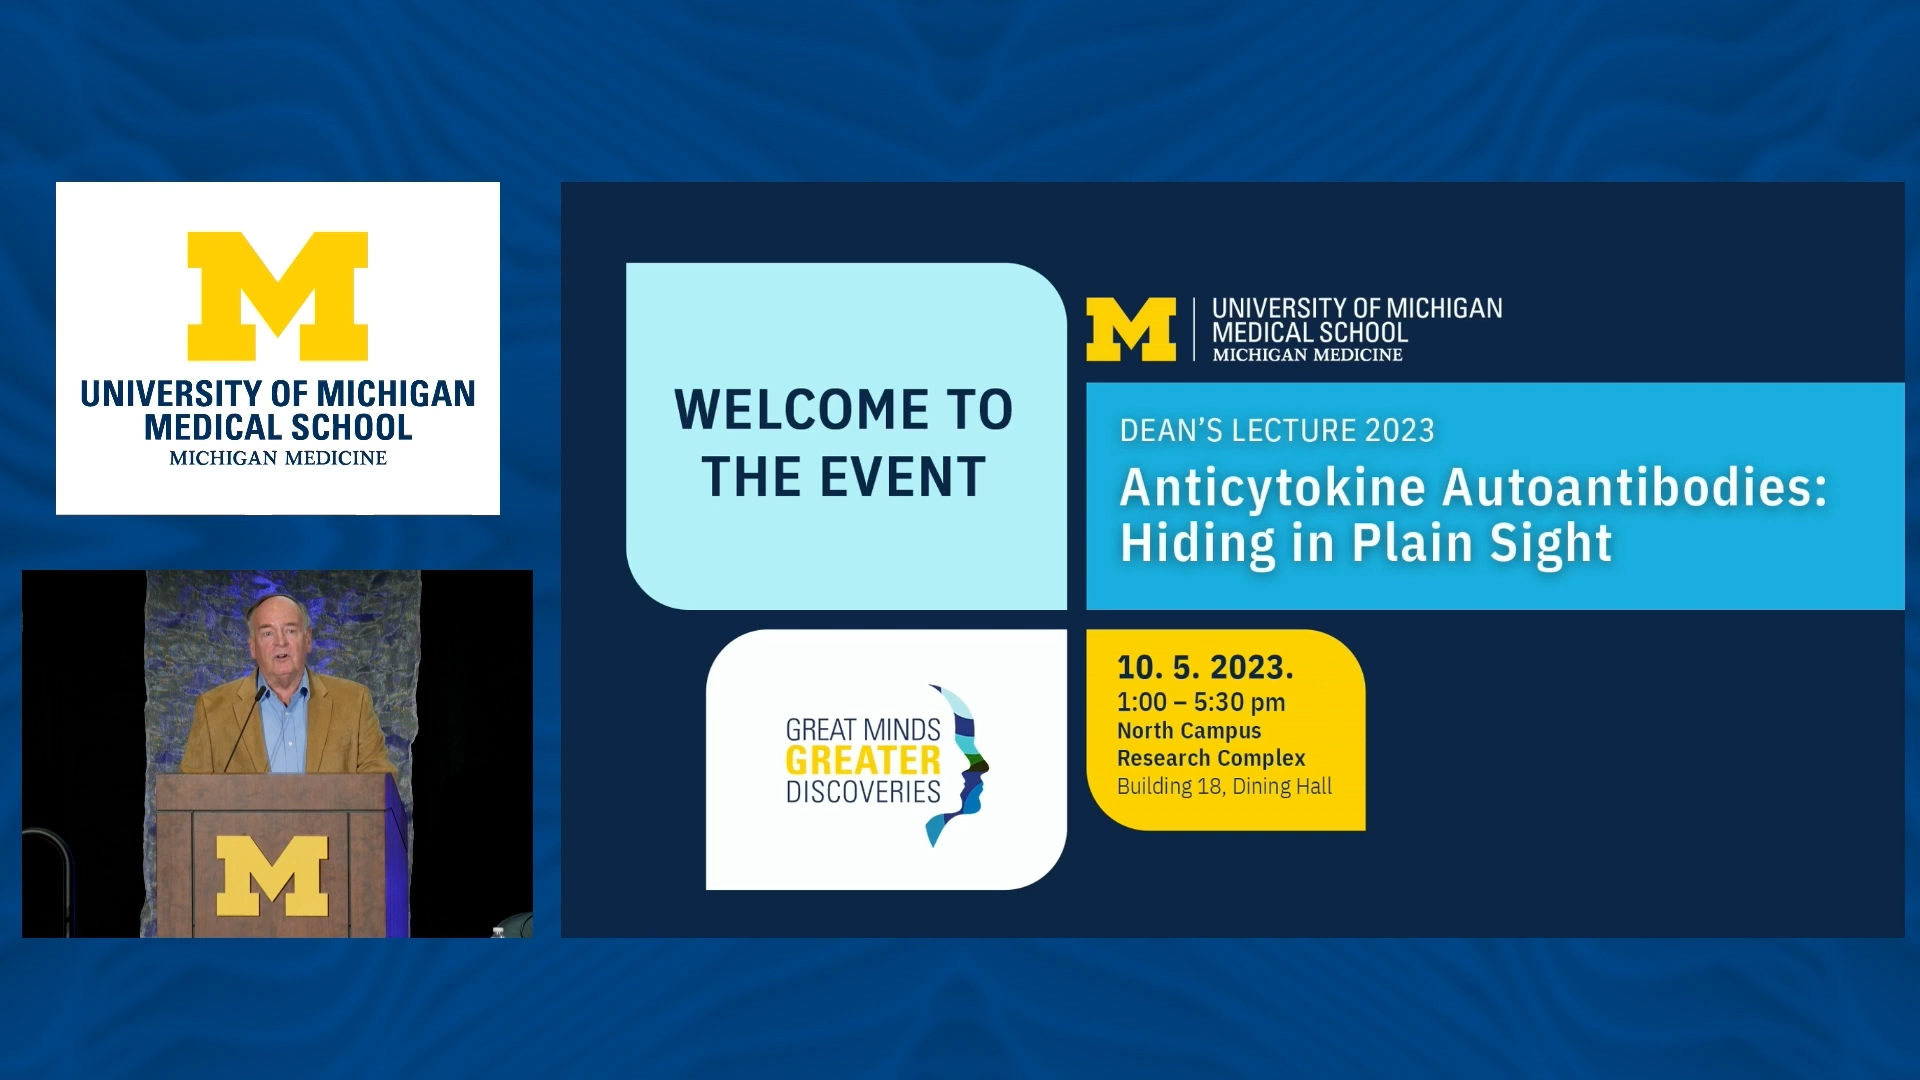 M
UNIVERSITY OF MICHIGAN
MEDICAL SCHOOL
MICHIGAN MEDICINE
M
WELCOME TO
THE EVENT
M
UNIVERSITY OF MICHIGAN
MEDICAL SCHOOL
MICHIGAN MEDICINE
DEAN’S LECTURE 2023
Anticytokine Autoantibodies:
Hiding in Plain Sight
GREAT MINDS
GREATER
DISCOVERIES
10. 5. 2023.
1:00 – 5:30 pm
North Campus
Research Complex
Building 18, Dining Hall